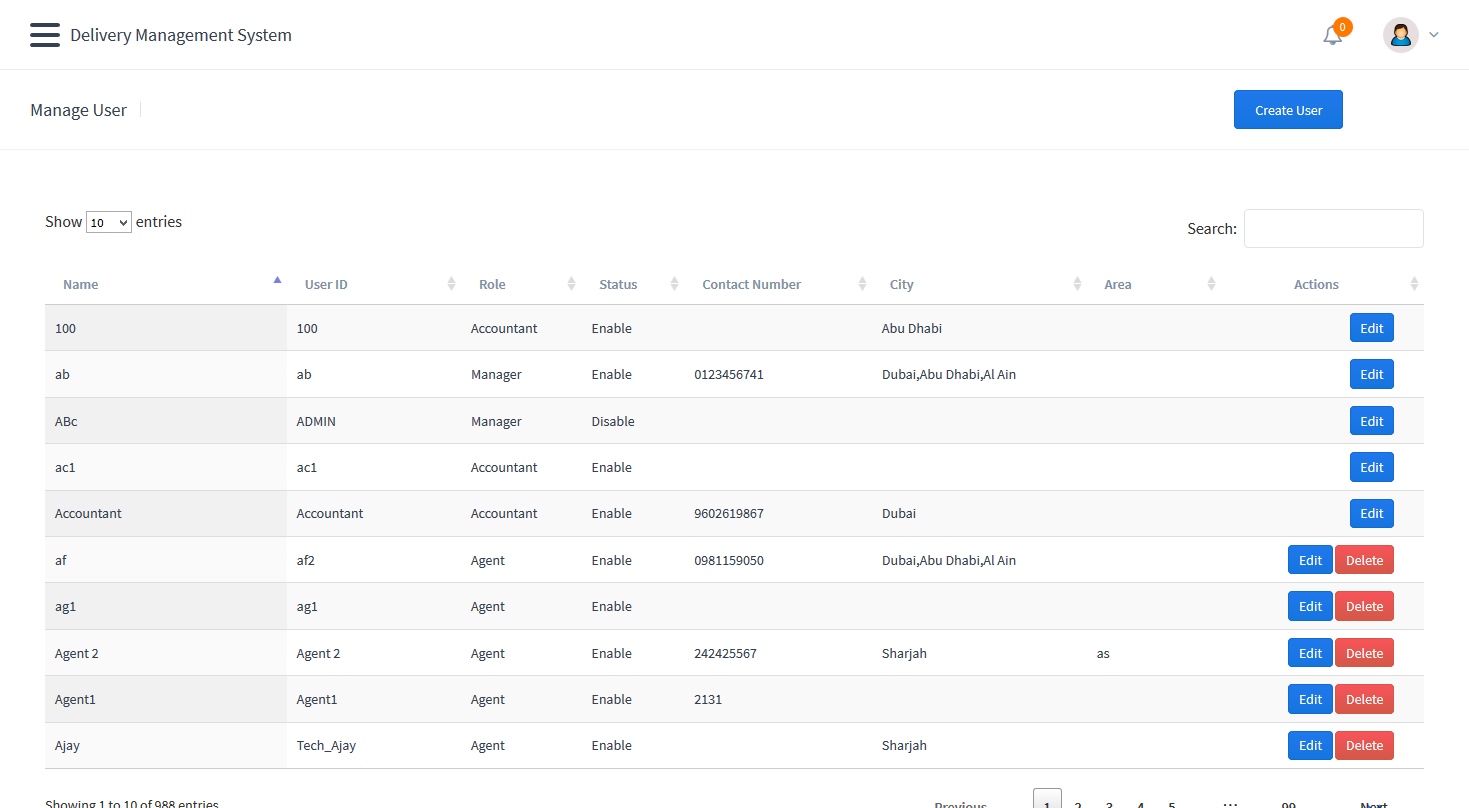 Delivery Management System 0
Manage User Create User
Show 10 entries Search:
Name User ID Role Status Contact Number City Area Actions
100 100 Accountant Enable Abu Dhabi Edit
ab ab Manager Enable 0123456741 Dubai,Abu Dhabi,Al Ain Edit
ABc ADMIN Manager Disable Edit
ac1 ac1 Accountant Enable Edit
Accountant Accountant Accountant Enable 9602619867 Dubai Edit
af af2 Agent Enable 0981159050 Dubai,Abu Dhabi,Al Ain Edit Delete
ag1 ag1 Agent Enable Edit Delete
Agent 2 Agent 2 Agent Enable 242425567 Sharjah as Edit Delete
Agent1 Agent1 Agent Enable 2131 Edit Delete
Ajay Tech_Ajay Agent Enable Sharjah Edit Delete
Showing 1 to 10 of 988 entries Previous 1 2 3 4 5 ... 99 Next